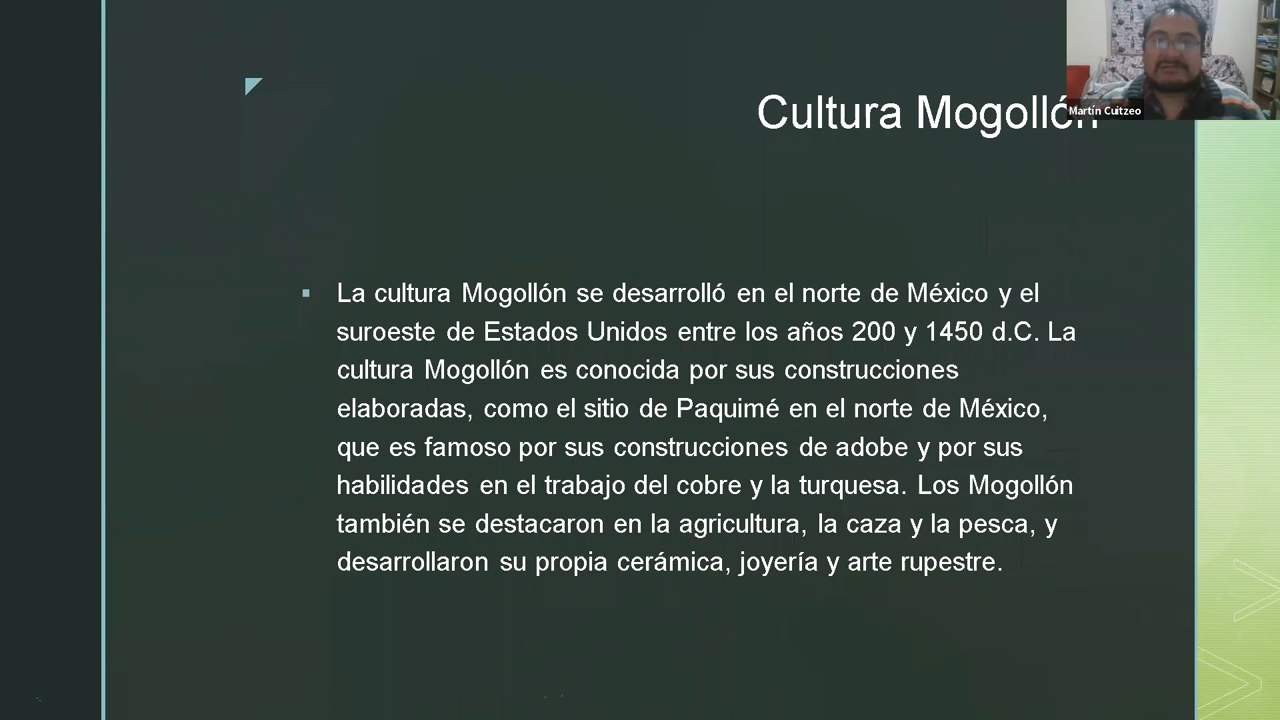 Cultura Mogollón
Martín Cuitzeo
La cultura Mogollón se desarrolló en el norte de México y el
suroeste de Estados Unidos entre los años 200 y 1450 d.C. La
cultura Mogollón es conocida por sus construcciones
elaboradas, como el sitio de Paquimé en el norte de México,
que es famoso por sus construcciones de adobe y por sus
habilidades en el trabajo del cobre y la turquesa. Los Mogollón
también se destacaron en la agricultura, la caza y la pesca, y
desarrollaron su propia cerámica, joyería y arte rupestre.